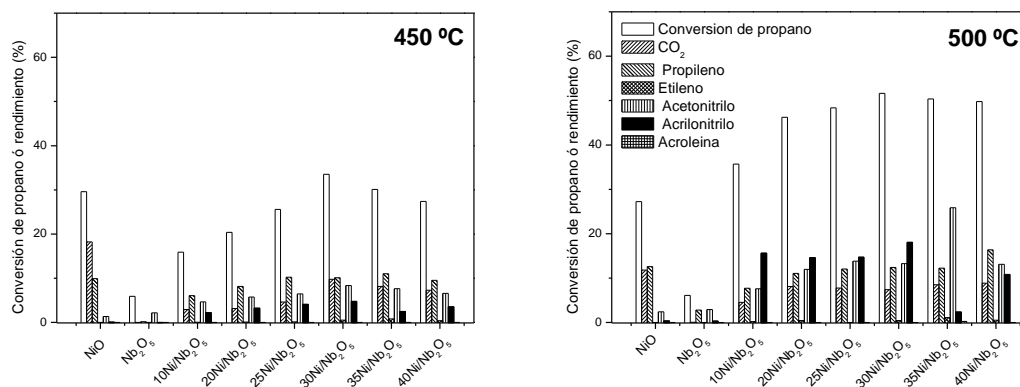 450 ºC
Conversión de propano ó rendimiento (%)
60
40
20
0
NiO
Nb₂O₅
10Ni/Nb₂O₅
20Ni/Nb₂O₅
25Ni/Nb₂O₅
30Ni/Nb₂O₅
35Ni/Nb₂O₅
40Ni/Nb₂O₅
500 ºC
Conversion de propano
CO₂
Propileno
Etileno
Acetonitrilo
Acrilonitrilo
Acroleina
Conversión de propano ó rendimiento (%)
60
40
20
0
NiO
Nb₂O₅
10Ni/Nb₂O₅
20Ni/Nb₂O₅
25Ni/Nb₂O₅
30Ni/Nb₂O₅
35Ni/Nb₂O₅
40Ni/Nb₂O₅